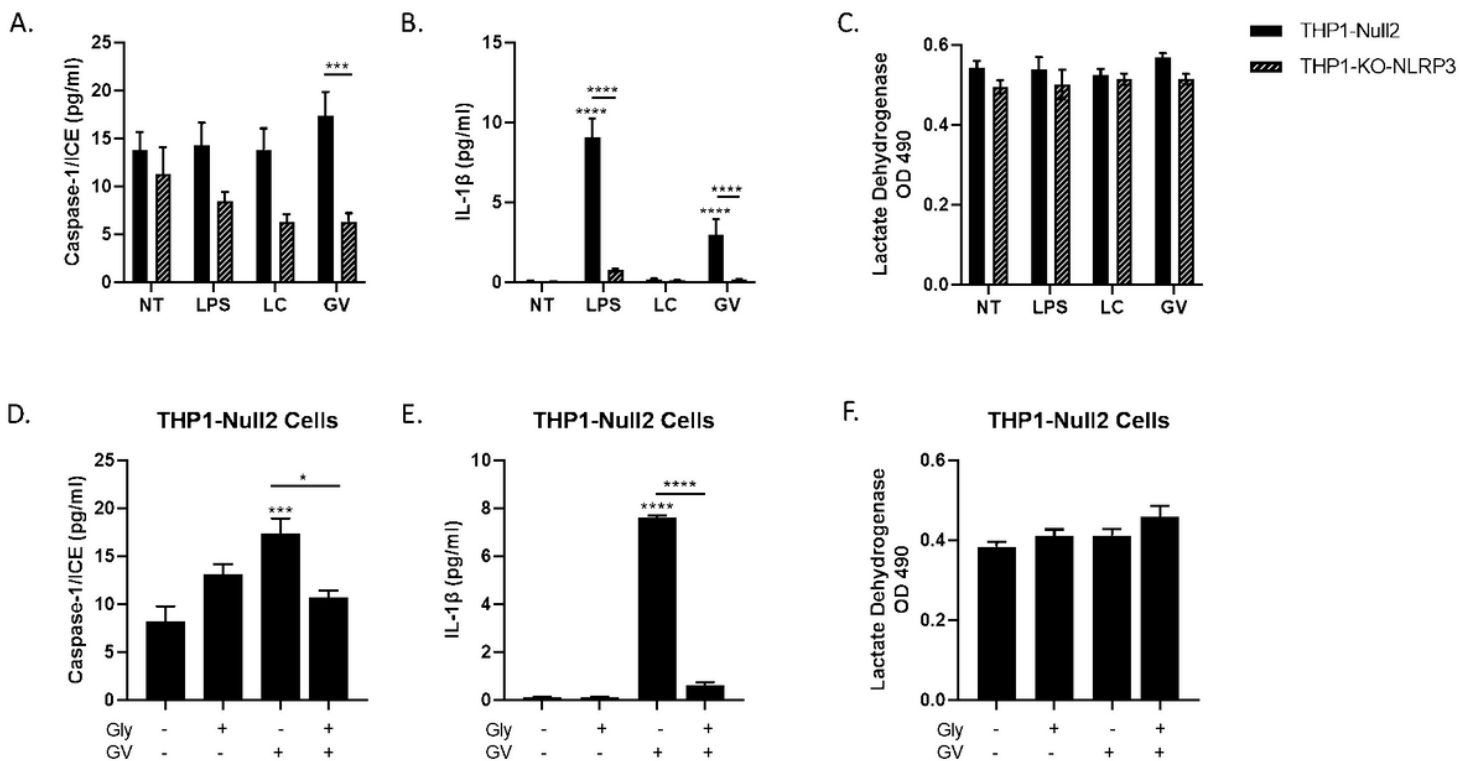 A.
Caspase-1/ICE (pg/ml)
25
20
15
10
5
0
***
NT LPS LC GV
B.
IL-1β (pg/ml)
15
10
5
0
****
****
****
****
NT LPS LC GV
C.
Lactate Dehydrogenase
OD 490
0.6
0.4
0.2
0.0
NT LPS LC GV
THP1-Null2
THP1-KO-NLRP3
D.
THP1-Null2 Cells
Caspase-1/ICE (pg/ml)
25
20
15
10
5
0
*
***
Gly - + - +
GV - - + +
E.
THP1-Null2 Cells
IL-1β (pg/ml)
8
6
4
2
0
****
****
- + - +
- - + +
F.
THP1-Null2 Cells
Lactate Dehydrogenase
OD 490
0.6
0.4
0.2
0.0
Gly - + - +
GV - - + +